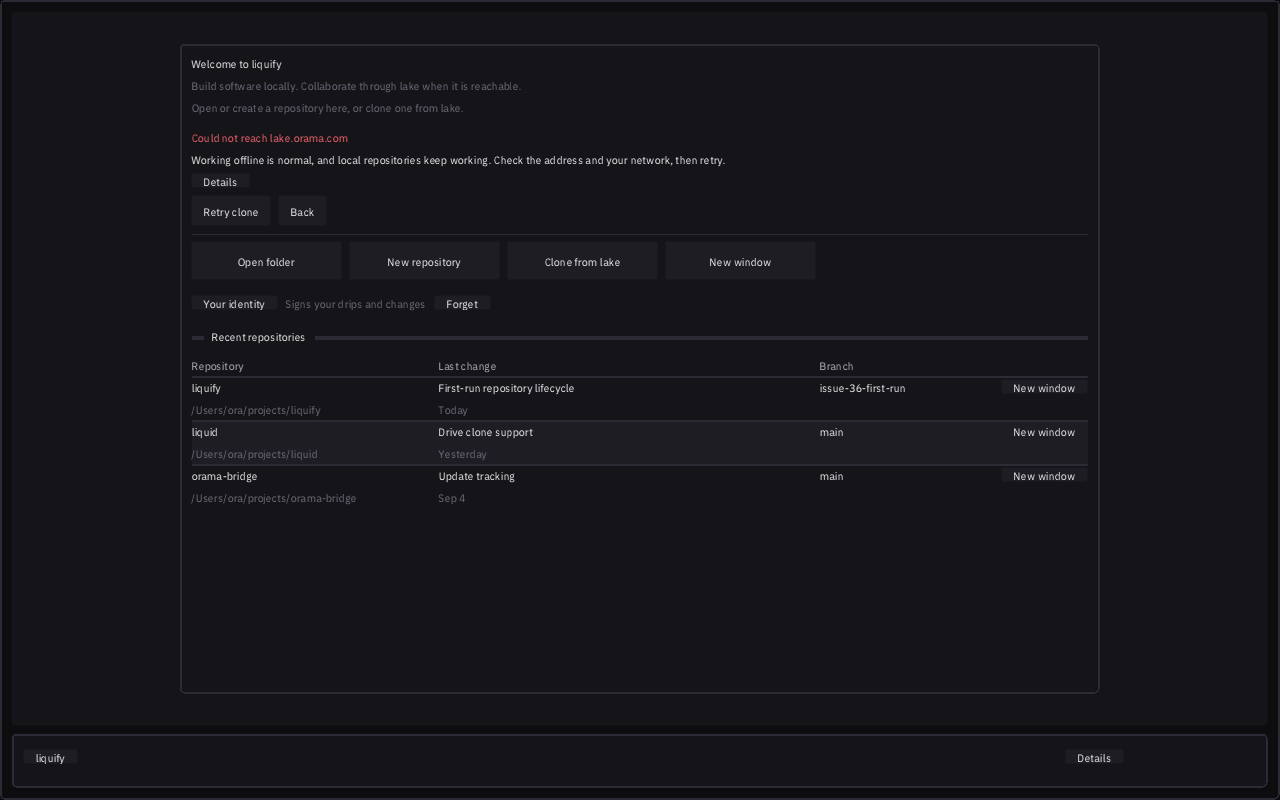 Welcome to liquify
Build software locally. Collaborate through lake when it is reachable.
Open or create a repository here, or clone one from lake.
Could not reach lake.orama.com
Working offline is normal, and local repositories keep working. Check the address and your network, then retry.
Details
Retry clone Back
Open folder New repository Clone from lake New window
Your identity Signs your drips and changes Forget
Recent repositories
Repository Last change Branch
liquify First-run repository lifecycle issue-36-first-run New window
/Users/ora/projects/liquify Today
liquid Drive clone support main New window
/Users/ora/projects/liquid Yesterday
orama-bridge Update tracking main New window
/Users/ora/projects/orama-bridge Sep 4
liquify Details